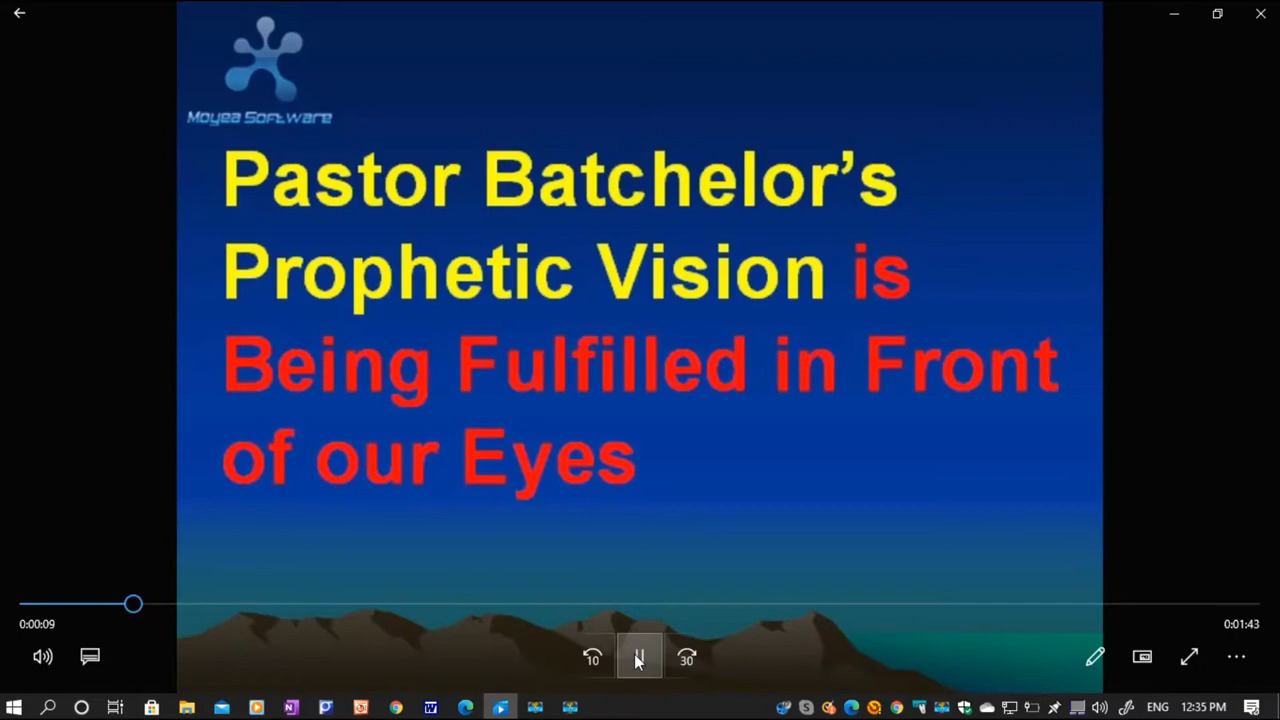 Moyea Software
Pastor Batchelor's
Prophetic Vision is
Being Fulfilled in Front
of our Eyes
0:00:09
0:01:43
10
30
ENG
12:35 PM